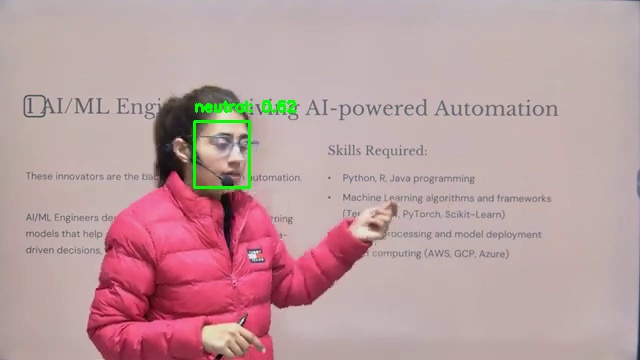 neutral: 0.62
1 AI/ML Engi ving AI-powered Automation
These innovators are the automation.
AI/ML Engineers
models that help
driven decisions,
Skills Required:
• Python, R, Java programming
• Machine Learning algorithms and frameworks
PyTorch, Scikit-Learn)
processing and model deployment
computing (AWS, GCP, Azure)